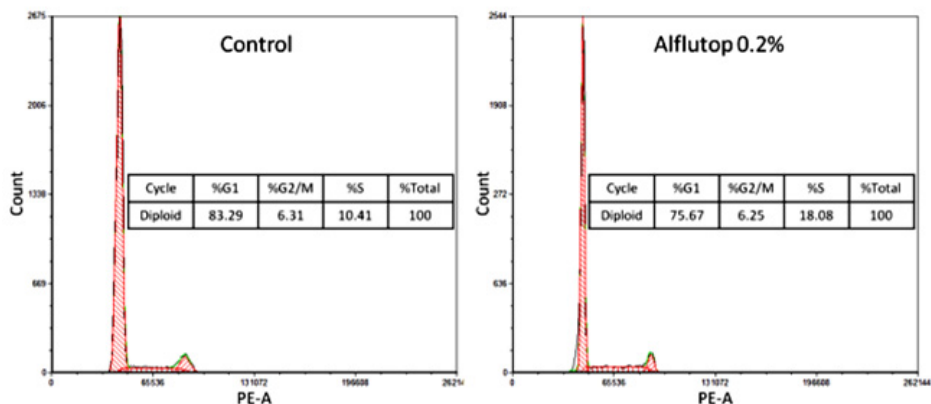 Control
Count
2675
2006
1338
669
0
Cycle %G1 %G2/M %S %Total
Diploid 83.29 6.31 10.41 100
0 65536 131072 196608 26214
PE-A
Alflutop 0.2%
Count
2544
1908
272
636
0
Cycle %G1 %G2/M %S %Total
Diploid 75.67 6.25 18.08 100
0 65536 131072 196608 262144
PE-A